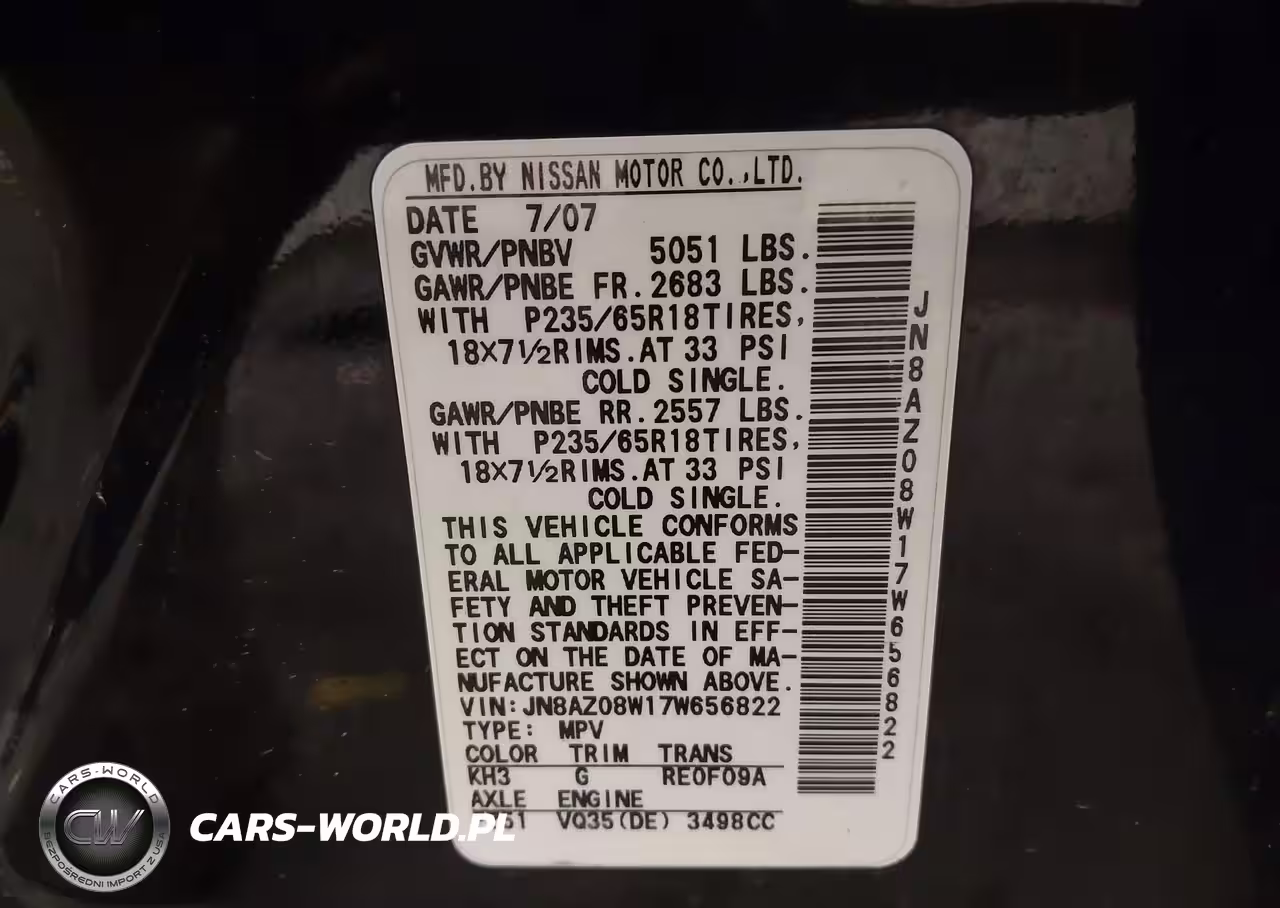 MFD.BY NISSAN MOTOR CO.,LTD.
DATE 7/07
GVWR/PNBV 5051 LBS.
GAWR/PNBE FR.2683 LBS.
WITH P235/65R18TIRES,
18×7½RIMS.AT 33 PSI
COLD SINGLE.
GAWR/PNBE RR.2557 LBS.
WITH P235/65R18TIRES,
18×7½RIMS.AT 33 PSI
COLD SINGLE.
THIS VEHICLE CONFORMS
TO ALL APPLICABLE FED-
ERAL MOTOR VEHICLE SA-
FETY AND THEFT PREVEN-
TION STANDARDS IN EFF-
ECT ON THE DATE OF MA-
NUFACTURE SHOWN ABOVE.
VIN:JN8AZ08W17W656822
TYPE: MPV
COLOR TRIM TRANS
KH3 G RE0F09A
AXLE ENGINE
VQ35(DE) 3498CC
JN8AZ08W17W656822
CARS-WORLD
CW
BEZPOŚREDNI IMPORT Z USA
CARS-WORLD.PL